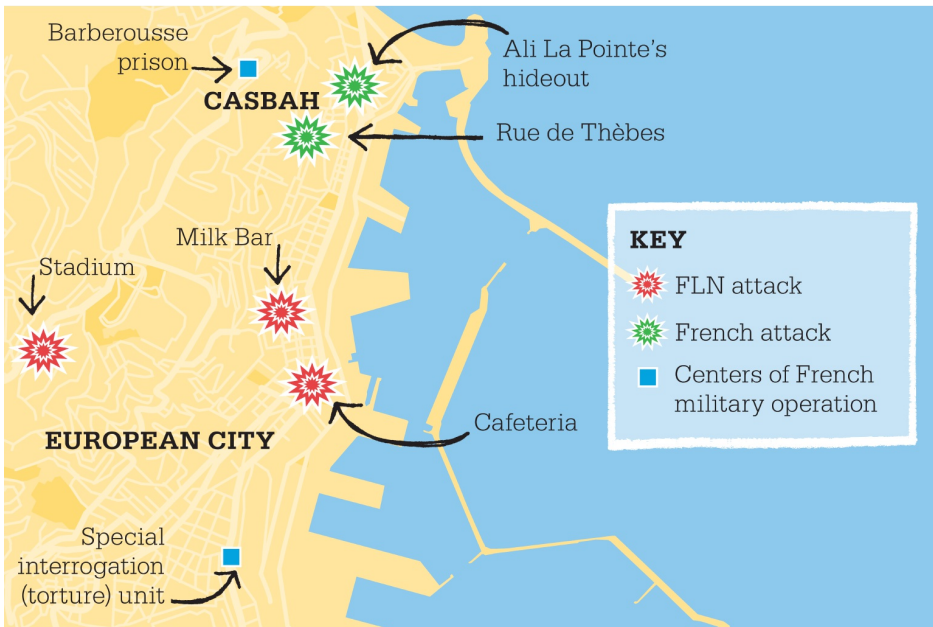 Barberousse
prison
CASBAH
Ali La Pointe’s
hideout
Rue de Thèbes
Milk Bar
Stadium
EUROPEAN CITY
Cafeteria
Special
interrogation
(torture) unit
KEY
FLN attack
French attack
Centers of French
military operation